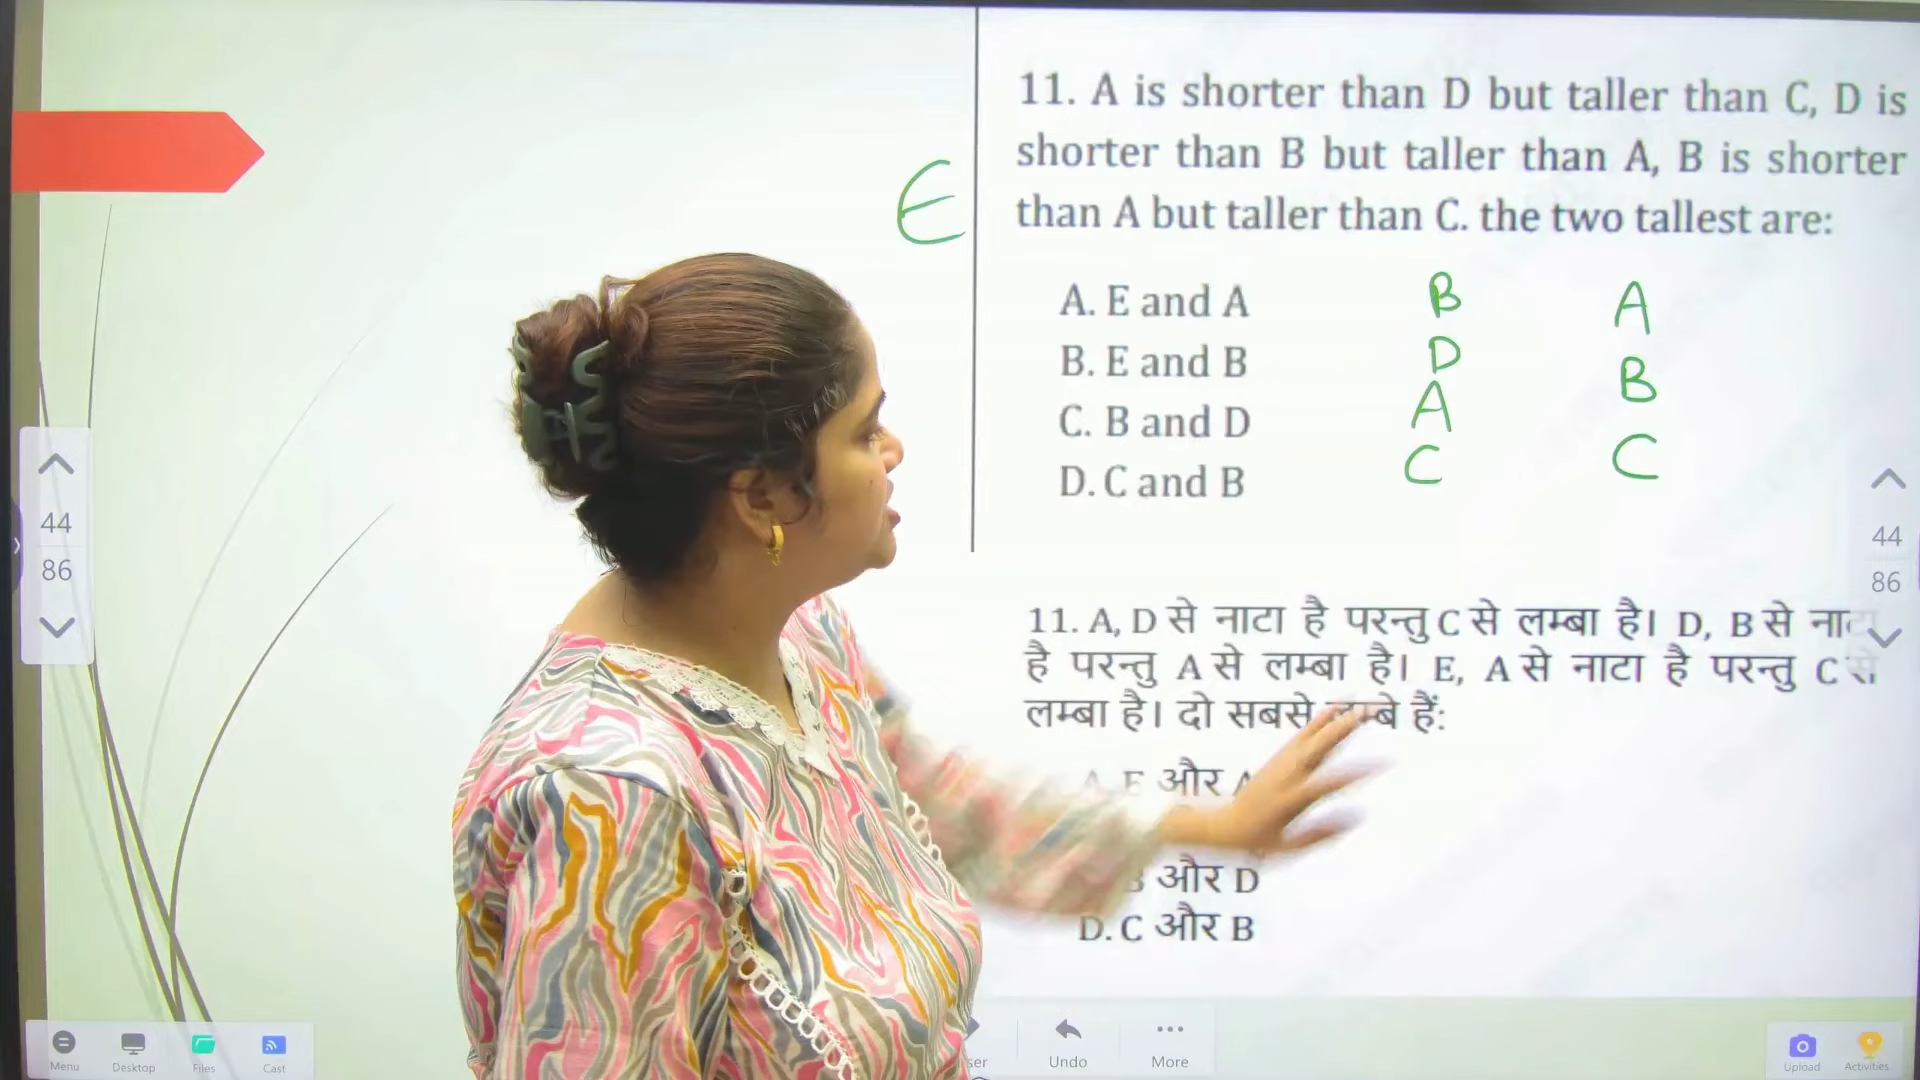 11. A is shorter than D but taller than C, D is
shorter than B but taller than A, B is shorter
than A but taller than C. the two tallest are:
E
A. E and A
B. E and B
C. B and D
D. C and B
B
D
A
C
A
B
C
11. A, D से नाटा है परन्तु C से लम्बा है। D, B से
है परन्तु A से लम्बा है। E, A से नाटा है परन्तु C
लम्बा है। दो सबसे लम्बे हैं:
E और A
और D
D. C और B
44
86
44
86
Menu
Desktop
Files
Cast
Undo
More
Upload
Activities